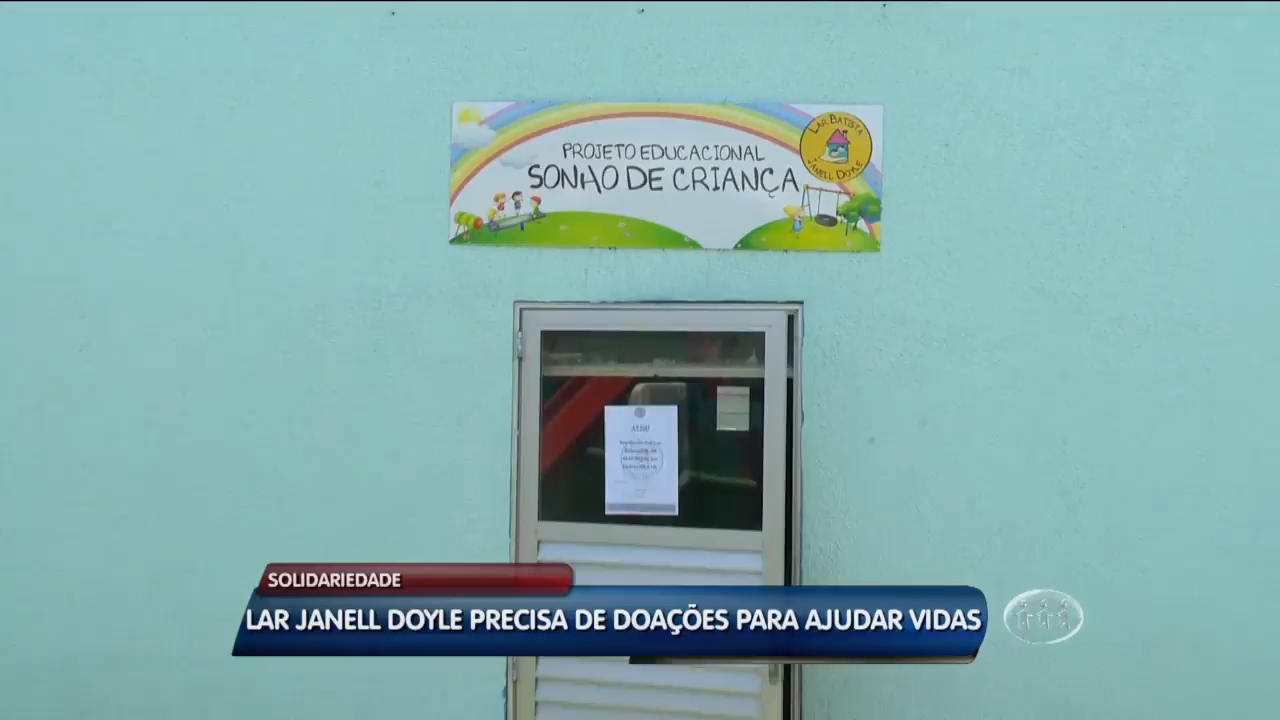 PROJETO EDUCACIONAL
SONHO DE CRIANÇA
LAR BATISTA
JANELL DOYLE
SOLIDARIEDADE
LAR JANELL DOYLE PRECISA DE DOAÇÕES PARA AJUDAR VIDAS